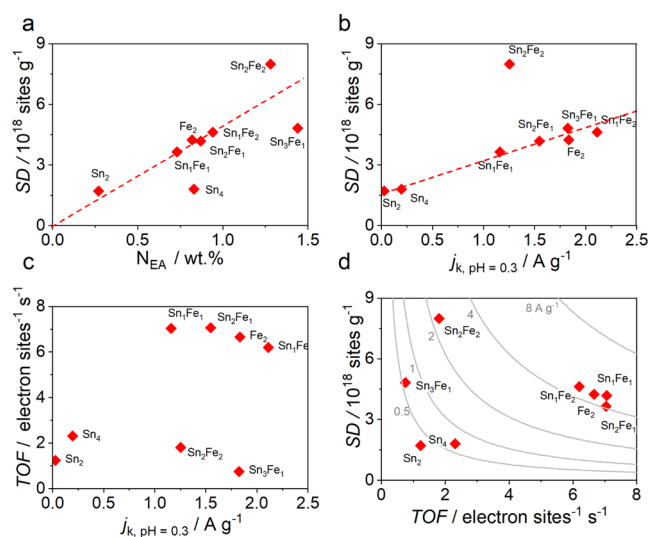 a
SD / 10¹⁸ sites g⁻¹
9
6
3
0
0.0
0.5
1.0
1.5
N_EA / wt.%
Sn₂Fe₂
Fe₂
Sn₁Fe₂
Sn₂Fe₁
Sn₃Fe₁
Sn₁Fe₁
Sn₂
Sn₄
b
SD / 10¹⁸ sites g⁻¹
9
6
3
0
0.0
0.5
1.0
1.5
2.0
2.5
j_k, pH = 0.3 / A g⁻¹
Sn₂Fe₂
Sn₃Fe₁
Sn₁Fe₂
Sn₂Fe₁
Fe₂
Sn₁Fe₁
Sn₂
Sn₄
c
TOF / electron sites⁻¹ s⁻¹
8
6
4
2
0
0.0
0.5
1.0
1.5
2.0
2.5
j_k, pH = 0.3 / A g⁻¹
Sn₁Fe₁
Sn₂Fe₁
Fe₂
Sn₁Fe
Sn₄
Sn₂
Sn₂Fe₂
Sn₃Fe₁
d
SD / 10¹⁸ sites g⁻¹
9
6
3
0
0
2
4
6
8
TOF / electron sites⁻¹ s⁻¹
8 A g⁻¹
4
2
1
0.5
Sn₂Fe₂
Sn₃Fe₁
Sn₁Fe₁
Sn₁Fe₂
Fe₂
Sn₂Fe₁
Sn₄
Sn₂